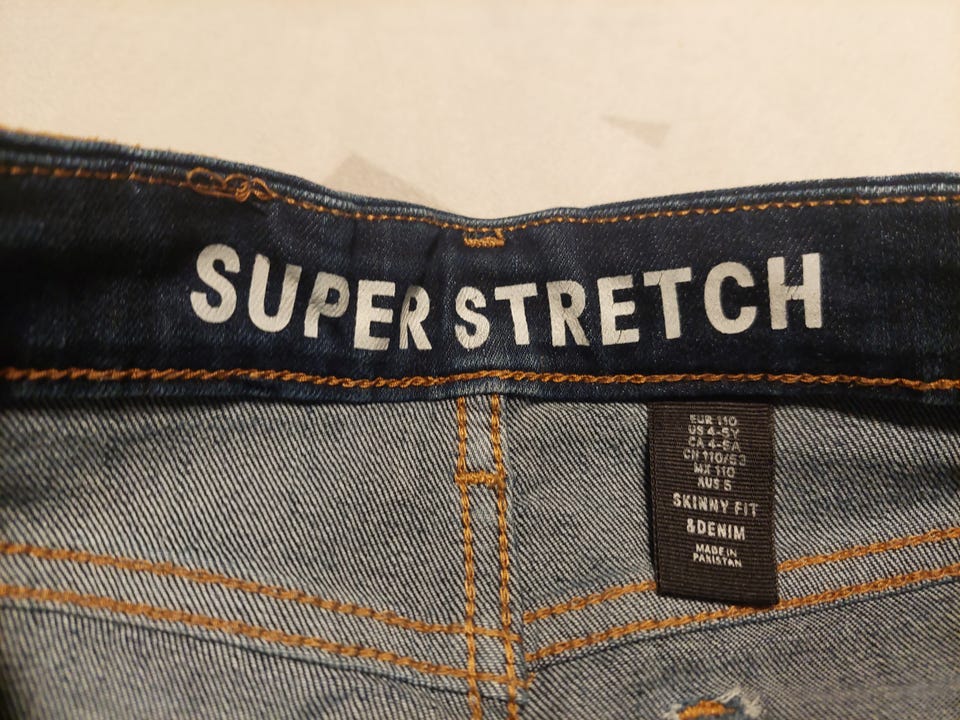 SUPER STRETCH
EUR 110
US 4-5Y
CA 4-5A
CN 110/53
MX 110
AUS 5
SKINNY FIT
&DENIM
MADE IN
PAKISTAN